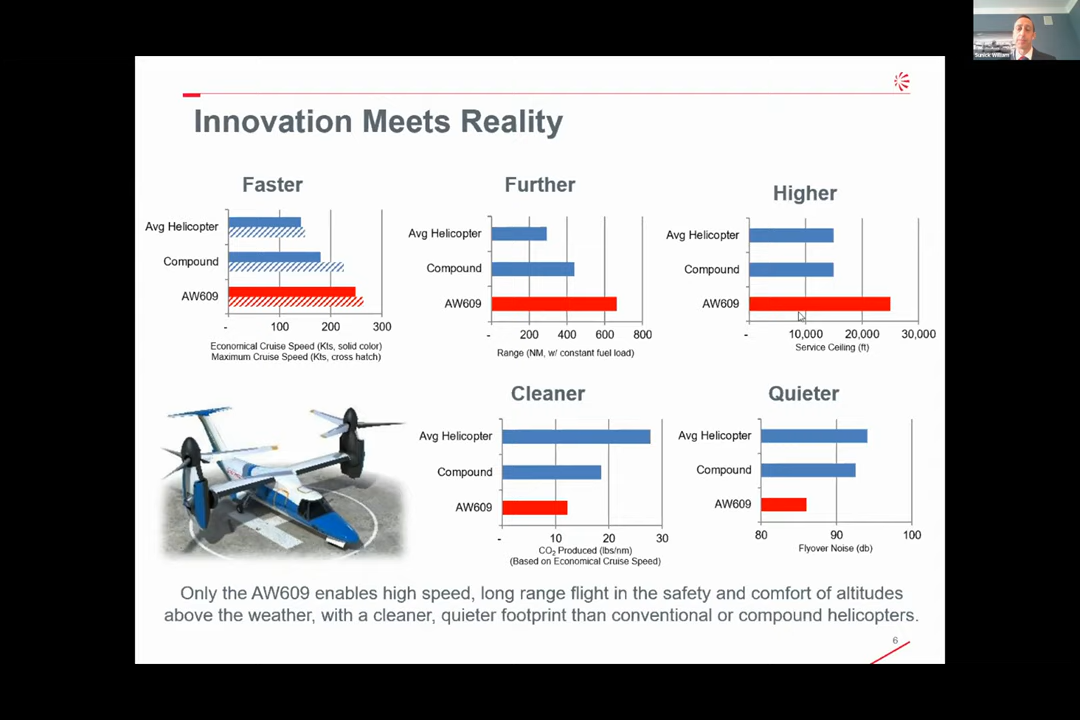 Sunick William
Innovation Meets Reality
Faster
Avg Helicopter
Compound
AW609
-
100
200
300
Economical Cruise Speed (Kts, solid color)
Maximum Cruise Speed (Kts, cross hatch)
Further
Avg Helicopter
Compound
AW609
-
200
400
600
800
Range (NM, w/ constant fuel load)
Higher
Avg Helicopter
Compound
AW609
-
10,000
20,000
30,000
Service Ceiling (ft)
Cleaner
Avg Helicopter
Compound
AW609
-
10
20
30
CO₂ Produced (lbs/nm)
(Based on Economical Cruise Speed)
Quieter
Avg Helicopter
Compound
AW609
80
90
100
Flyover Noise (db)
Only the AW609 enables high speed, long range flight in the safety and comfort of altitudes
above the weather, with a cleaner, quieter footprint than conventional or compound helicopters.
6